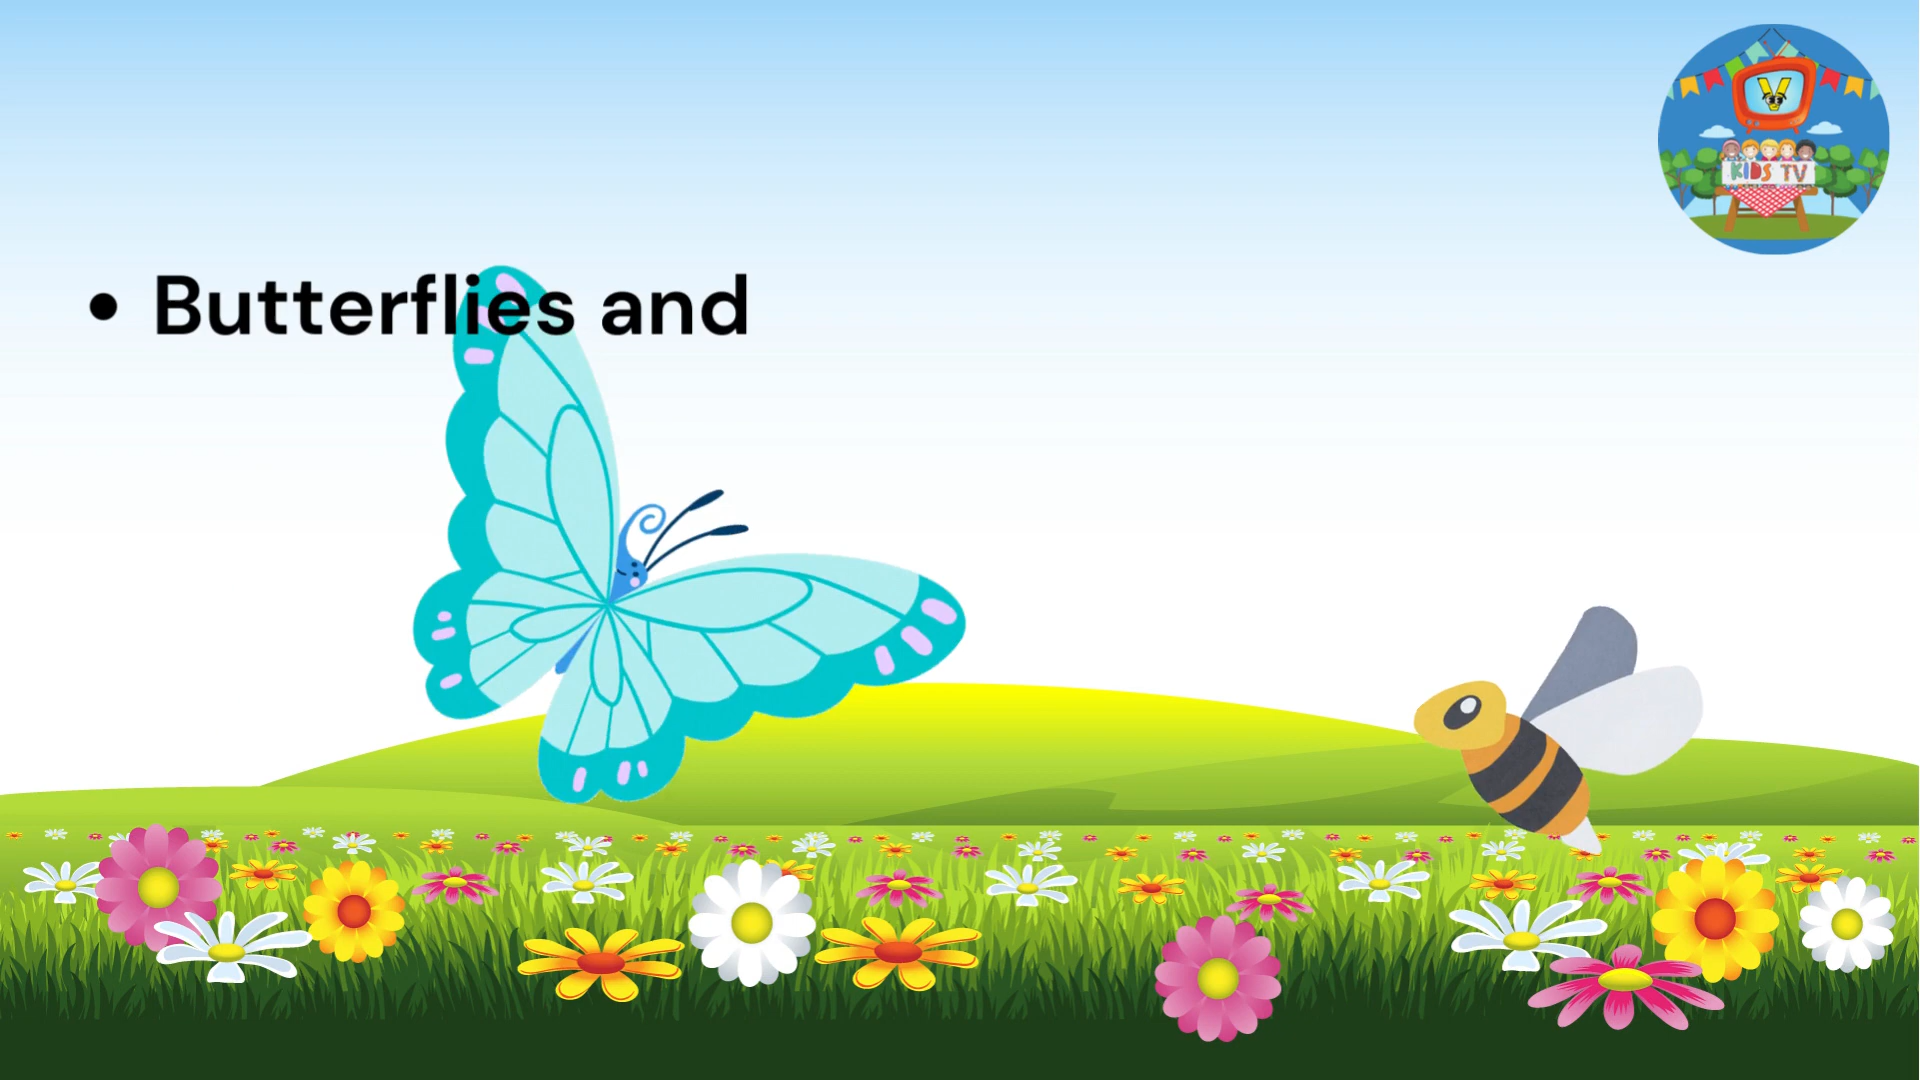 V
KIDS TV
• Butterflies and